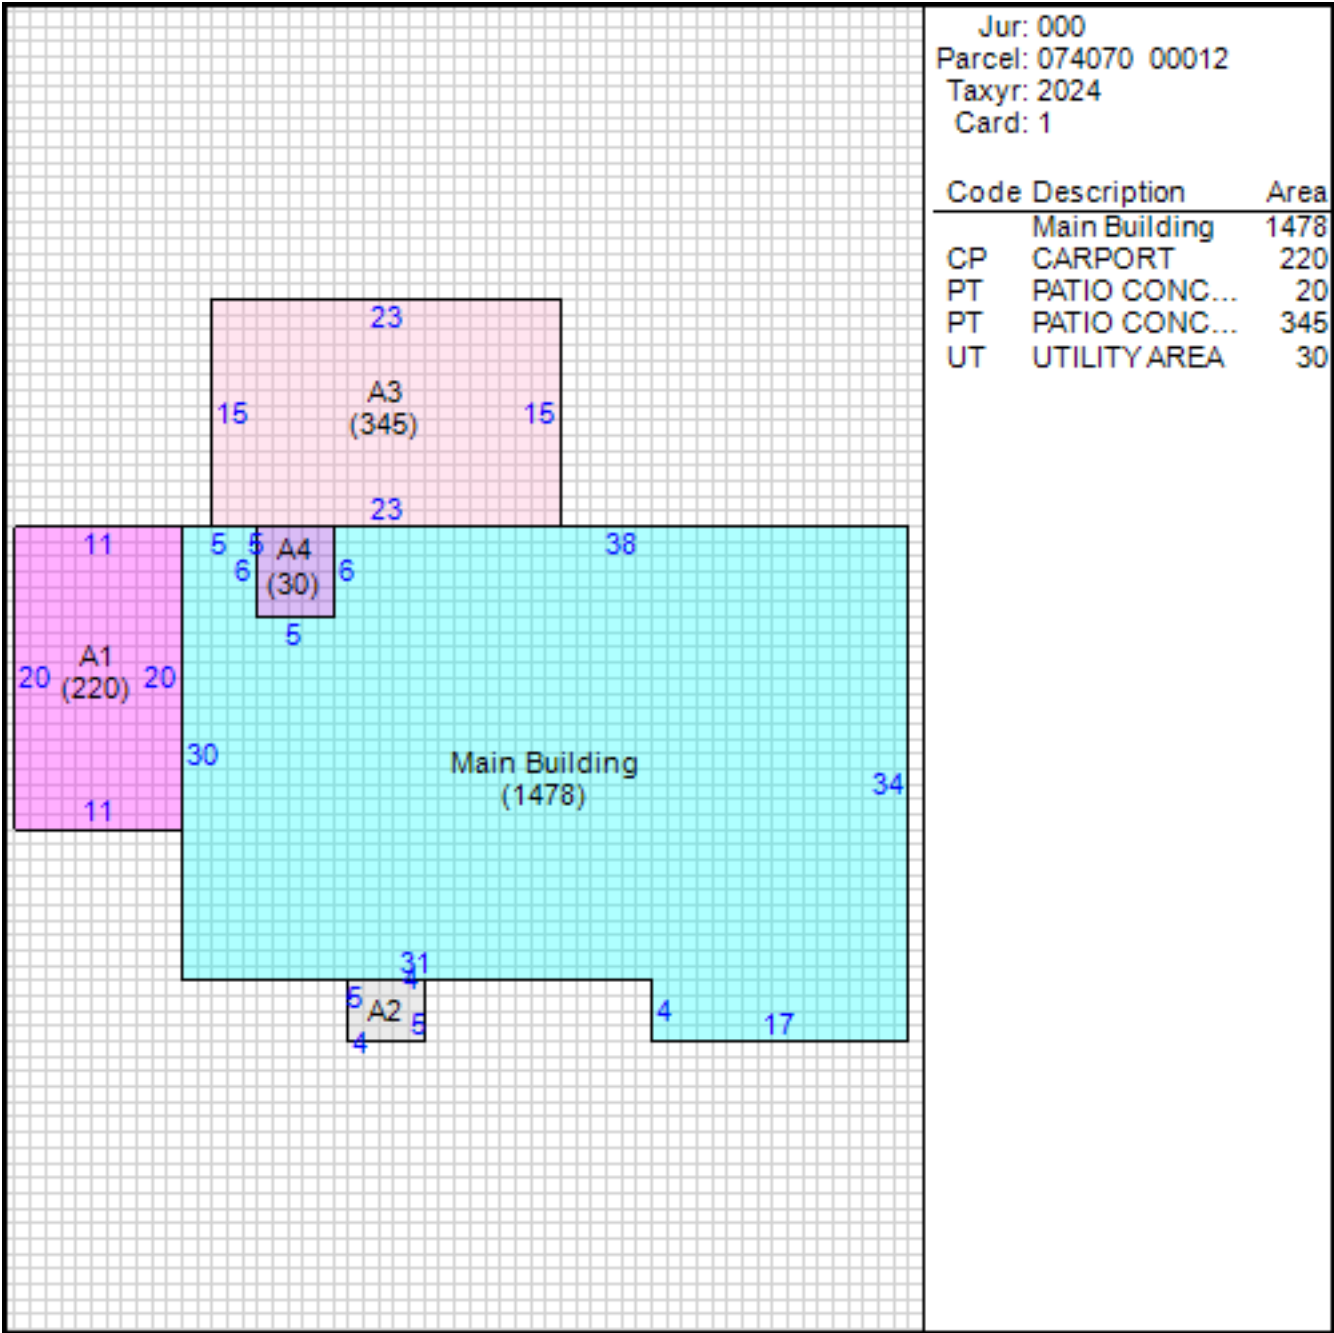 Jur: 000
Parcel: 074070 00012
Taxyr: 2024
Card: 1
Code Description Area
Main Building 1478
CP CARPORT 220
PT PATIO CONC... 20
PT PATIO CONC... 345
UT UTILITY AREA 30
23
A3
15 (345) 15
23
11 5 5 A4 38
6 (30) 6
5
A1
20 (220) 20
30
Main Building
(1478)
34
11
31
4
5 A2 5
4
4
17